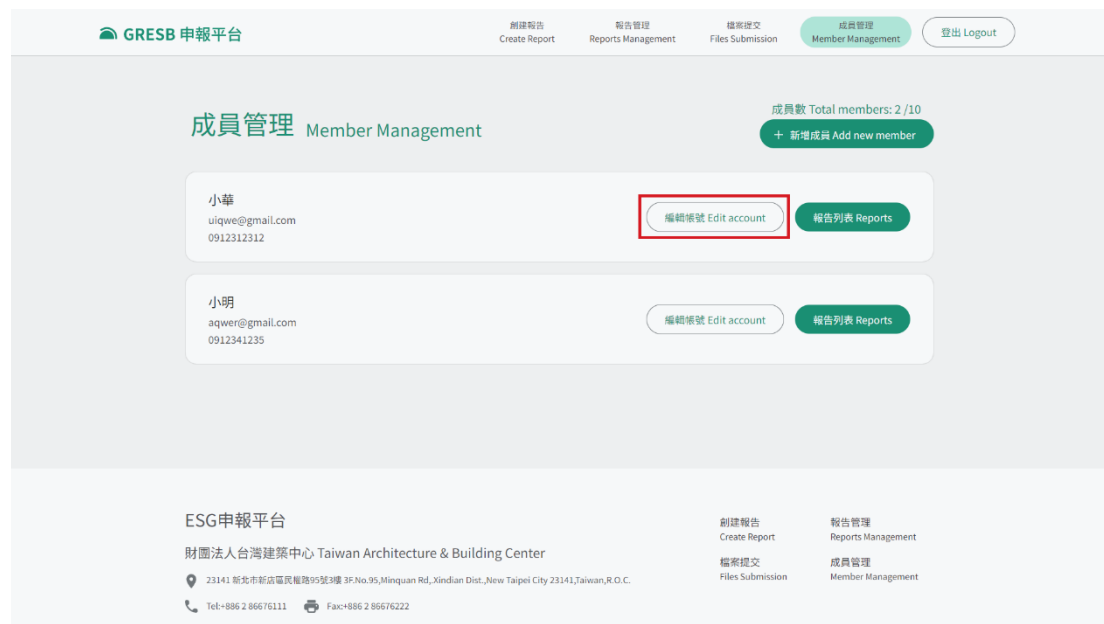 GRESB 申報平台
創建報告
Create Report
報告管理
Reports Management
檔案提交
Files Submission
成員管理
Member Management
登出 Logout
成員管理 Member Management
成員數 Total members: 2 /10
+ 新增成員 Add new member
小華
uiqwe@gmail.com
0912312312
編輯帳號 Edit account
報告列表 Reports
小明
aqwer@gmail.com
0912341235
編輯帳號 Edit account
報告列表 Reports
ESG申報平台
財團法人台灣建築中心 Taiwan Architecture & Building Center
23141 新北市新店區民權路95號3樓 3F.No.95,Minquan Rd,.Xindian Dist.,New Taipei City 23141,Taiwan,R.O.C.
Tel:+886 2 86676111 Fax:+886 2 86676222
創建報告
Create Report
報告管理
Reports Management
檔案提交
Files Submission
成員管理
Member Management